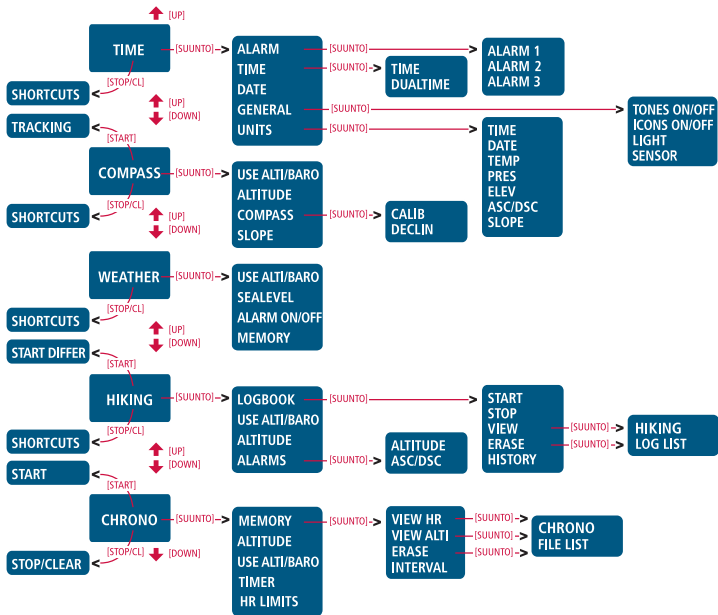 [UP]
TIME
[SUUNTO]
ALARM
TIME
DATE
GENERAL
UNITS
[SUUNTO]
ALARM 1
ALARM 2
ALARM 3
[SUUNTO]
TIME
DUALTIME
[SUUNTO]
TONES ON/OFF
ICONS ON/OFF
LIGHT
SENSOR
[SUUNTO]
TIME
DATE
TEMP
PRES
ELEV
ASC/DSC
SLOPE
[STOP/CL]
SHORTCUTS
[UP]
[DOWN]
TRACKING
[START]
COMPASS
[SUUNTO]
USE ALTI/BARO
ALTITUDE
COMPASS
SLOPE
[SUUNTO]
CALIB
DECLIN
[STOP/CL]
SHORTCUTS
[UP]
[DOWN]
WEATHER
[SUUNTO]
USE ALTI/BARO
SEALEVEL
ALARM ON/OFF
MEMORY
[STOP/CL]
SHORTCUTS
[UP]
[DOWN]
START DIFFER
[START]
HIKING
[SUUNTO]
LOGBOOK
USE ALTI/BARO
ALTITUDE
ALARMS
[SUUNTO]
START
STOP
VIEW
ERASE
HISTORY
[SUUNTO]
[SUUNTO]
HIKING
LOG LIST
[SUUNTO]
ALTITUDE
ASC/DSC
[STOP/CL]
SHORTCUTS
[UP]
[DOWN]
START
[START]
CHRONO
[SUUNTO]
MEMORY
ALTITUDE
USE ALTI/BARO
TIMER
HR LIMITS
[SUUNTO]
VIEW HR
VIEW ALTI
ERASE
INTERVAL
[SUUNTO]
[SUUNTO]
[SUUNTO]
CHRONO
FILE LIST
[STOP/CL]
STOP/CLEAR
[DOWN]